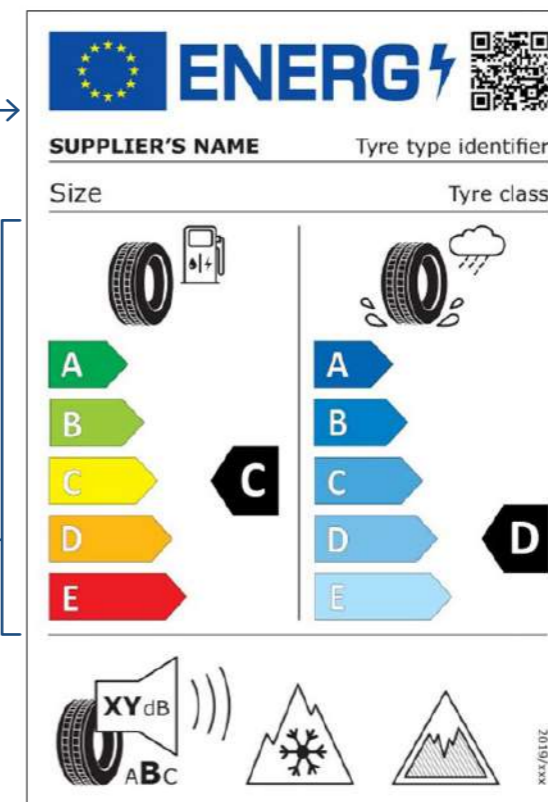 ENERG
SUPPLIER'S NAME Tyre type identifier
Size Tyre class
A A
B B
C C C
D D D
E E
XYdB
ABC
2019/xxx